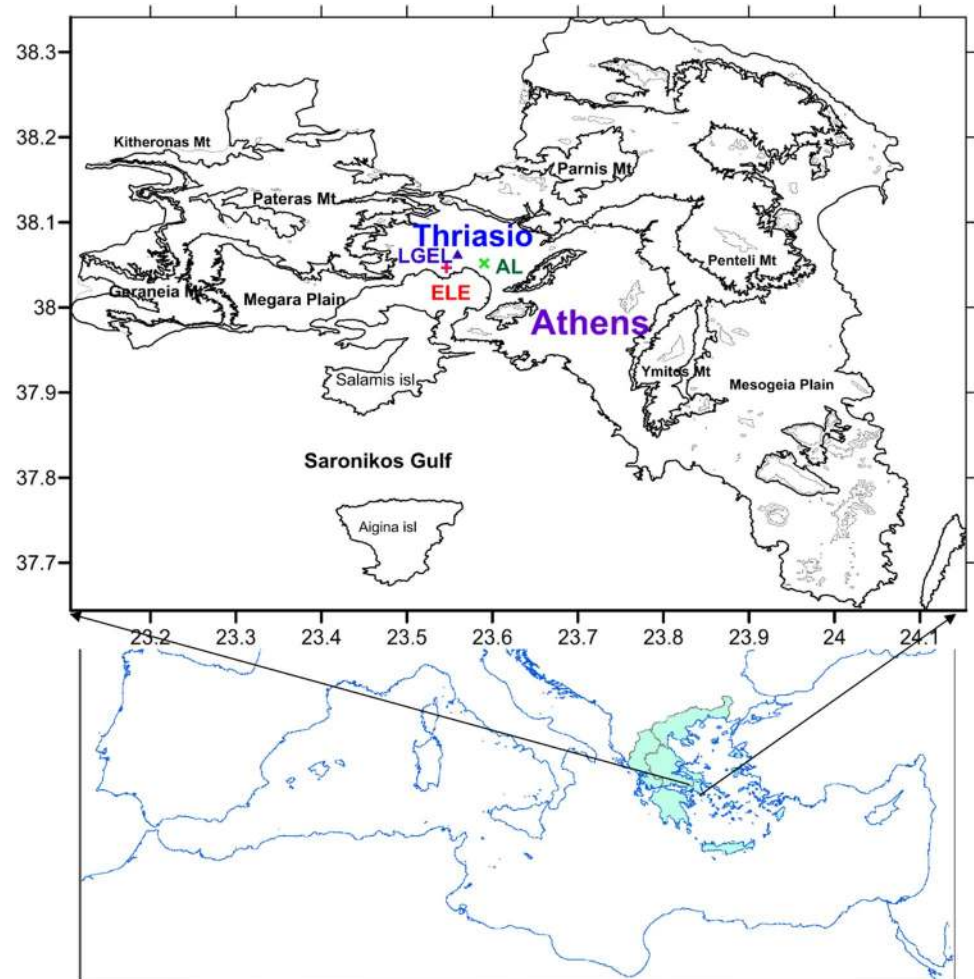 38.3
38.2
Kitheronas Mt
Parnis Mt
Pateras Mt
38.1
Thriasio
LGEL
AL
Penteli Mt
Geraneia Mt
Megara Plain
ELE
38
Athens
Ymitos Mt
Salamis isl
Mesogeia Plain
37.9
Saronikos Gulf
37.8
Aigina isl
37.7
23.2 23.3 23.4 23.5 23.6 23.7 23.8 23.9 24 24.1